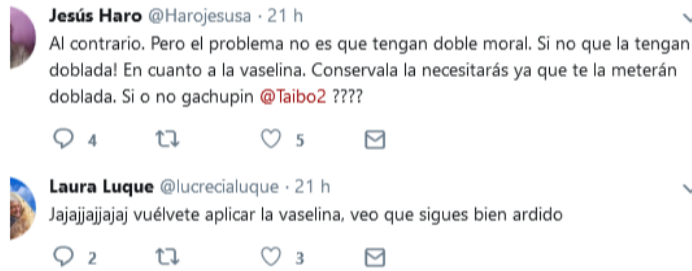 Jesús Haro @Harojesusa · 21 h
Al contrario. Pero el problema no es que tengan doble moral. Si no que la tengan
doblada! En cuanto a la vaselina. Conservala la necesitarás ya que te la meterán
doblada. Si o no gachupin @Taibo2 ????
4 5
Laura Luque @lucrecialuque · 21 h
Jajajjajjajaj vuélvete aplicar la vaselina, veo que sigues bien ardido
2 3